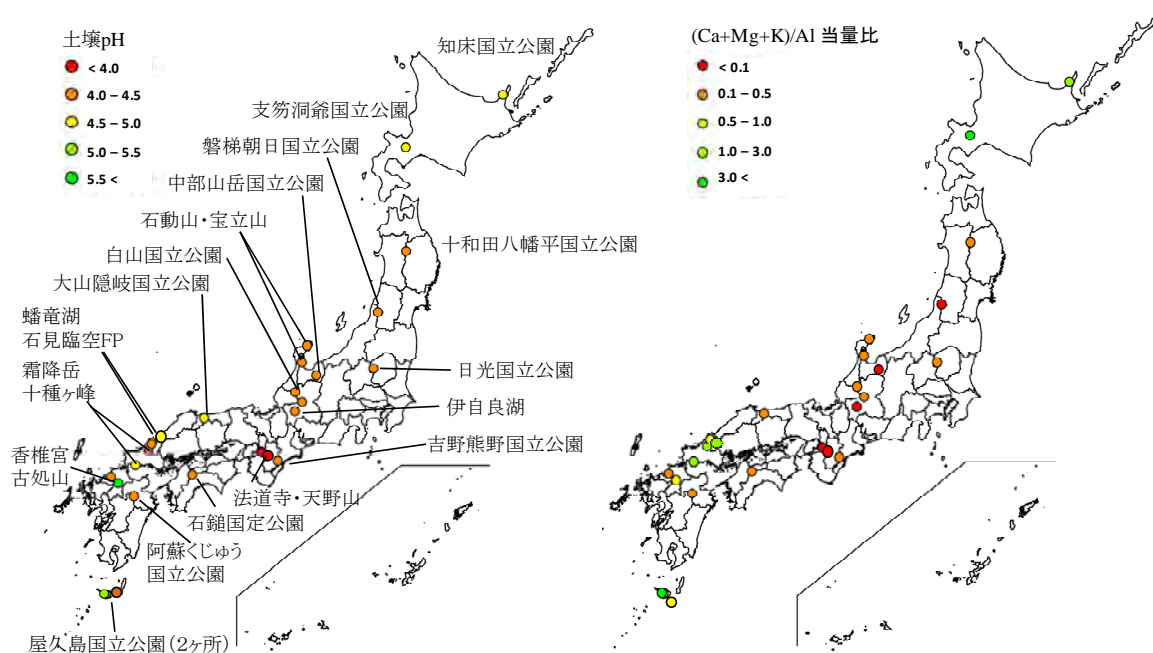 土壌pH
< 4.0
4.0 – 4.5
4.5 – 5.0
5.0 – 5.5
5.5 <
知床国立公園
支笏洞爺国立公園
磐梯朝日国立公園
中部山岳国立公園
石動山・宝立山
白山国立公園
大山隠岐国立公園
十和田八幡平国立公園
蟠竜湖
石見臨空FP
霜降岳
十種ヶ峰
日光国立公園
伊自良湖
吉野熊野国立公園
香椎宮
古処山
法道寺・天野山
石鎚国定公園
阿蘇くじゅう
国立公園
屋久島国立公園(2ヶ所)
(Ca+Mg+K)/Al 当量比
< 0.1
0.1 – 0.5
0.5 – 1.0
1.0 – 3.0
3.0 <